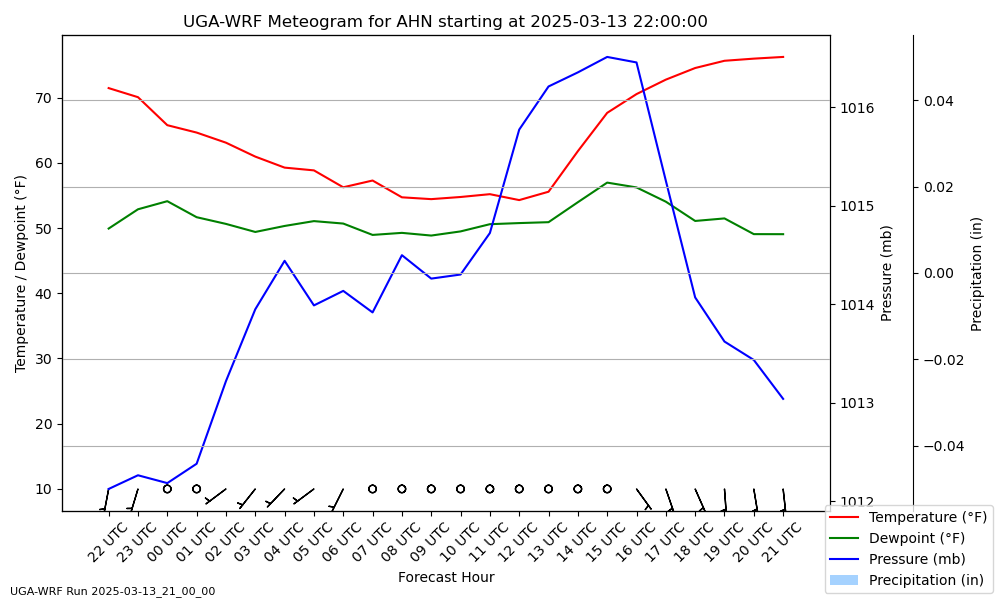 UGA-WRF Meteogram for AHN starting at 2025-03-13 22:00:00
Temperature / Dewpoint (°F)
70
60
50
40
30
20
10
1016
1015
1014
1013
1012
Pressure (mb)
0.04
0.02
0.00
−0.02
−0.04
Precipitation (in)
22 UTC
23 UTC
00 UTC
01 UTC
02 UTC
03 UTC
04 UTC
05 UTC
06 UTC
07 UTC
08 UTC
09 UTC
10 UTC
11 UTC
12 UTC
13 UTC
14 UTC
15 UTC
16 UTC
17 UTC
18 UTC
19 UTC
20 UTC
21 UTC
Forecast Hour
Temperature (°F)
Dewpoint (°F)
Pressure (mb)
Precipitation (in)
UGA-WRF Run 2025-03-13_21_00_00